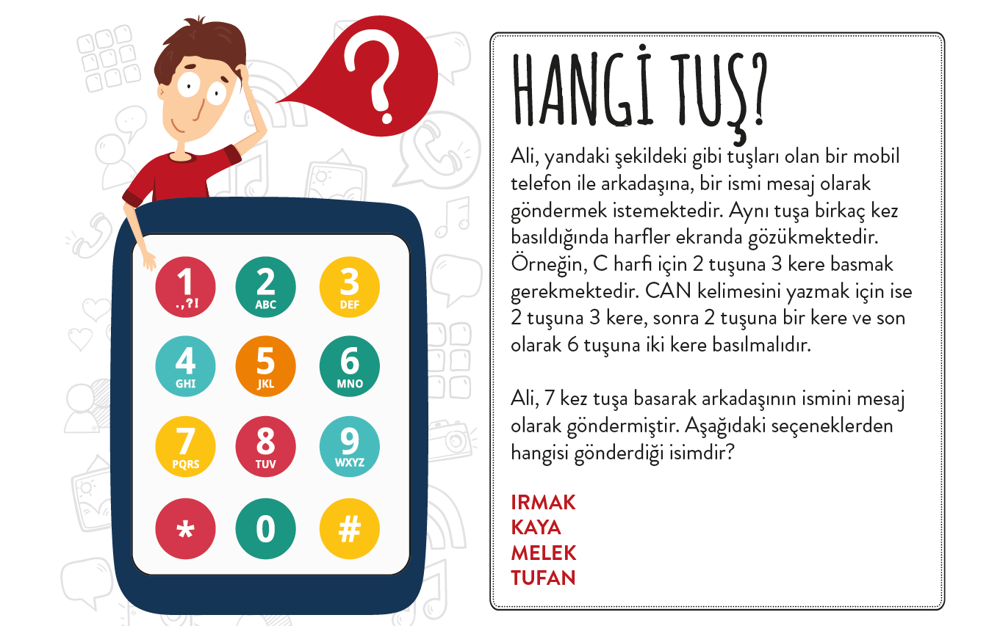 ?
HANGİ TUŞ?
Ali, yandaki şekildeki gibi tuşları olan bir mobil
telefon ile arkadaşına, bir ismi mesaj olarak
göndermek istemektedir. Aynı tuşa birkaç kez
basıldığında harfler ekranda gözükmektedir.
Örneğin, C harfi için 2 tuşuna 3 kere basmak
gerekmektedir. CAN kelimesini yazmak için ise
2 tuşuna 3 kere, sonra 2 tuşuna bir kere ve son
olarak 6 tuşuna iki kere basılmalıdır.
Ali, 7 kez tuşa basarak arkadaşının ismini mesaj
olarak göndermiştir. Aşağıdaki seçeneklerden
hangisi gönderdiği isimdir?
IRMAK
KAYA
MELEK
TUFAN
1 2 3
.,?! ABC DEF
4 5 6
GHI JKL MNO
7 8 9
PQRS TUV WXYZ
* 0 #